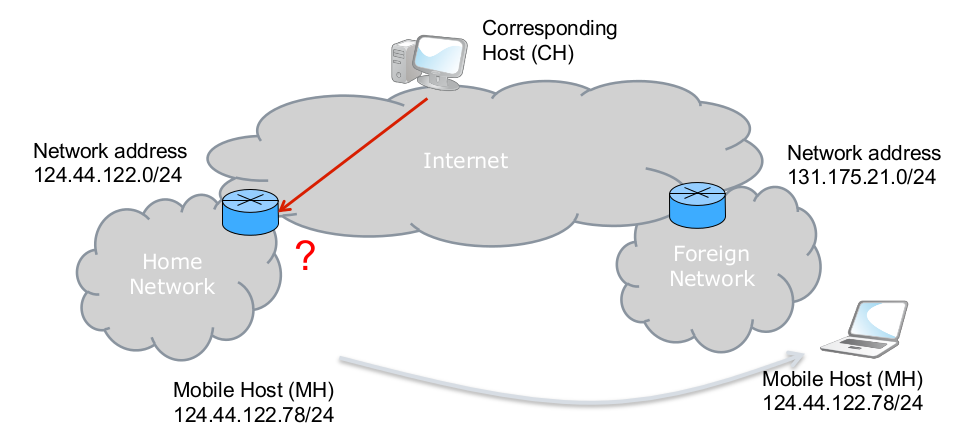 Corresponding
Host (CH)
Network address
124.44.122.0/24
Internet
Network address
131.175.21.0/24
?
Home
Network
Foreign
Network
Mobile Host (MH)
124.44.122.78/24
Mobile Host (MH)
124.44.122.78/24